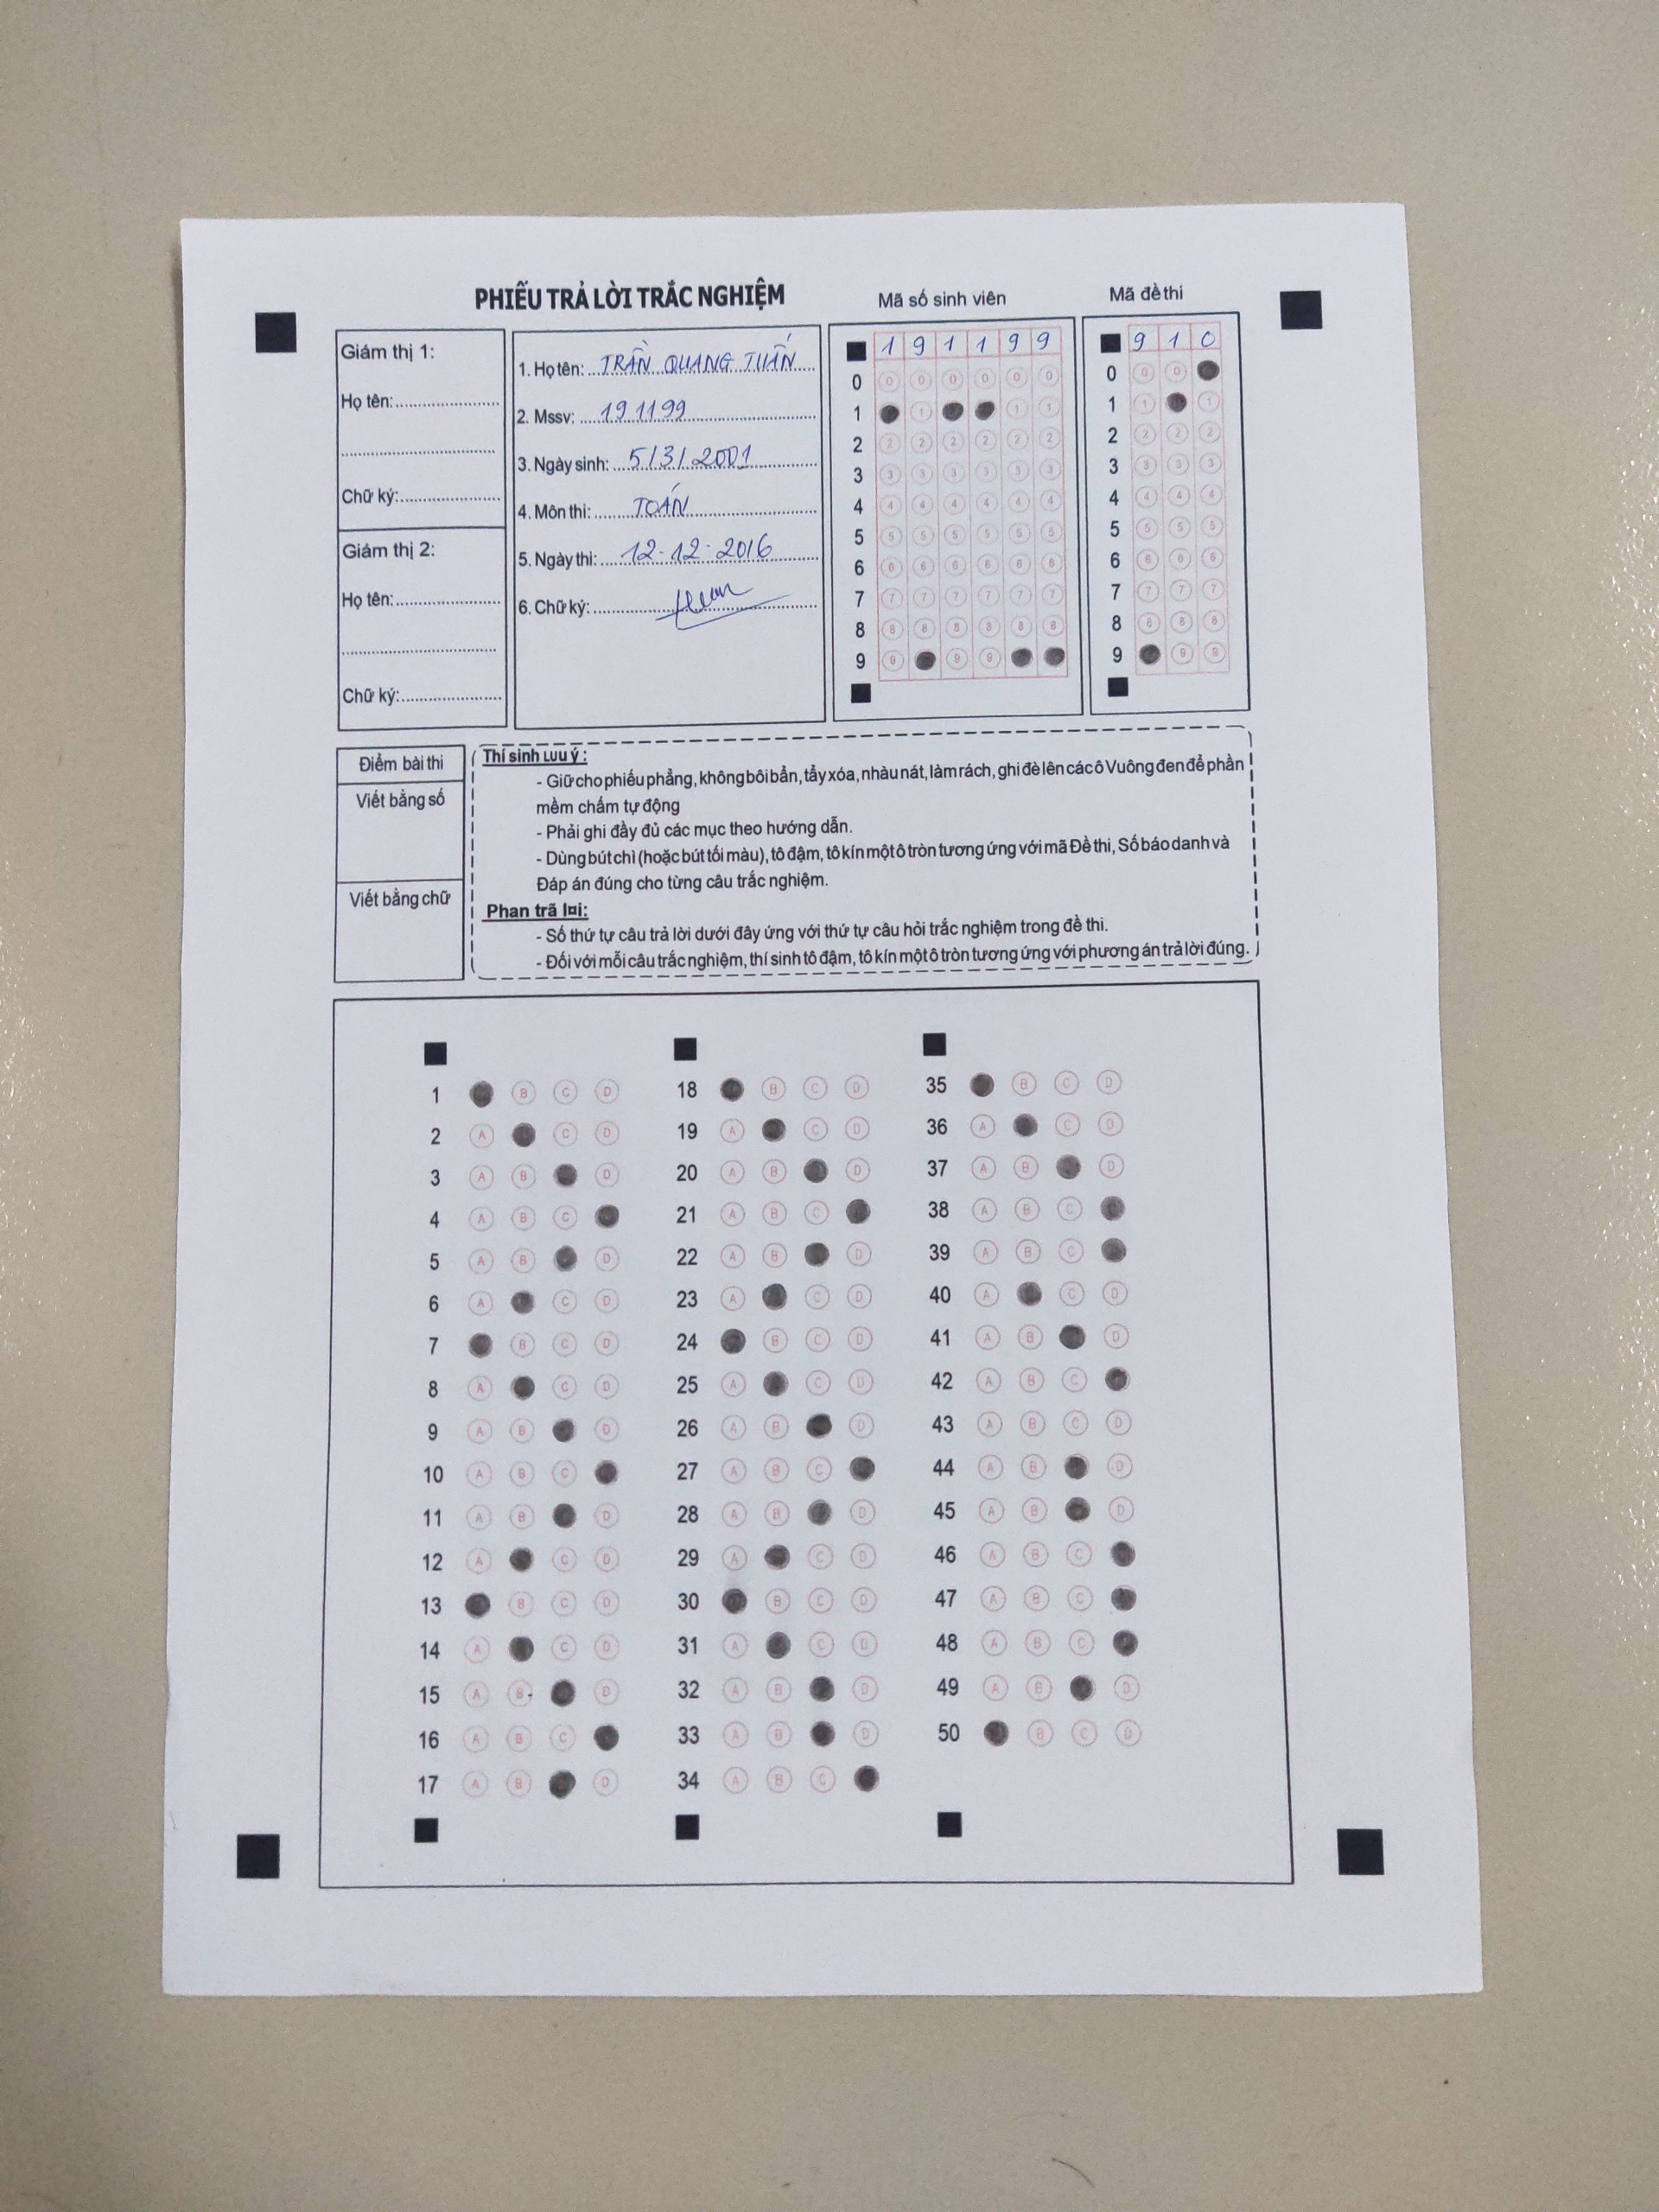 PHIẾU TRẢ LỜI TRẮC NGHIỆM
Mã số sinh viên
Mã đề thi
Giám thị 1:
Họ tên:
Chữ ký:
Giám thị 2:
Họ tên:
Chữ ký:
1. Họ tên: TRẦN QUANG TUẤN
2. Mssv: 191199
3. Ngày sinh: 5/3/2001
4. Môn thi: TOÁN
5. Ngày thi: 12.12.2016
6. Chữ ký:
1 9 1 1 9 9
0 0 0 0 0 0 0
1 1 1 1
2 2 2 2 2 2 2
3 3 3 3 3 3 3
4 4 4 4 4 4 4
5 5 5 5 5 5 5
6 6 6 6 6 6 6
7 7 7 7 7 7 7
8 8 8 8 8 8 8
9 9 9 9
9 1 0
0 0 0
1 1 1
2 2 2 2
3 3 3 3
4 4 4 4
5 5 5 5
6 6 6 6
7 7 7 7
8 8 8 8
9 9 9
Điểm bài thi
Viết bằng số
Viết bằng chữ
Thí sinh LƯU ý :
- Giữ cho phiếu phẳng, không bôi bẩn, tẩy xóa, nhàu nát, làm rách, ghi đè lên các ô Vuông đen để phần
mềm chấm tự động
- Phải ghi đầy đủ các mục theo hướng dẫn.
- Dùng bút chì (hoặc bút tối màu), tô đậm, tô kín một ô tròn tương ứng với mã Đề thi, Số báo danh và
Đáp án đúng cho từng câu trắc nghiệm.
Phan trã l¤i:
- Số thứ tự câu trả lời dưới đây ứng với thứ tự câu hỏi trắc nghiệm trong đề thi.
- Đối với mỗi câu trắc nghiệm, thí sinh tô đậm, tô kín một ô tròn tương ứng với phương án trả lời đúng.
1 B C D
2 A C D
3 A B D
4 A B C
5 A B D
6 A C D
7 B C D
8 A C D
9 A B D
10 A B C
11 A B D
12 A C D
13 B C D
14 A C D
15 A B D
16 A B C
17 A B D
18 B C D
19 A C D
20 A B D
21 A B C
22 A B D
23 A C D
24 B C D
25 A C D
26 A B D
27 A B C
28 A B D
29 A C D
30 B C D
31 A C D
32 A B D
33 A B D
34 A B C
35 B C D
36 A C D
37 A B D
38 A B C
39 A B C
40 A C D
41 A B D
42 A B C
43 A B C D
44 A B D
45 A B D
46 A B C
47 A B C
48 A B C
49 A B D
50 B C D